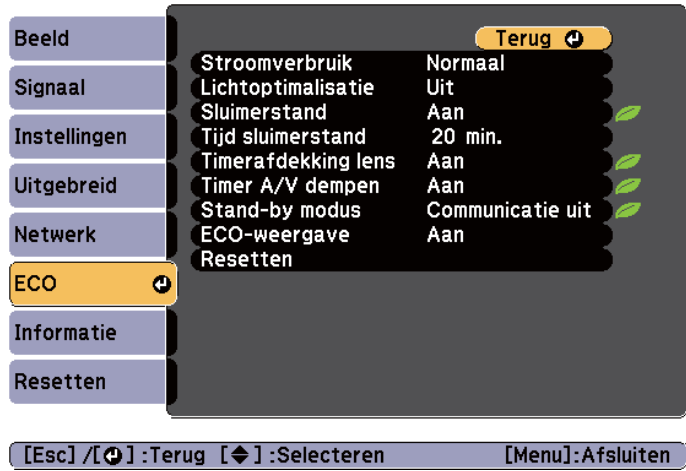 Beeld
Signaal
Instellingen
Uitgebreid
Netwerk
ECO
Informatie
Resetten
Terug
Stroomverbruik Normaal
Lichtoptimalisatie Uit
Sluimerstand Aan
Tijd sluimerstand 20 min.
Timerafdekking lens Aan
Timer A/V dempen Aan
Stand-by modus Communicatie uit
ECO-weergave Aan
Resetten
[Esc] /[⏎] :Terug [◆] :Selecteren [Menu]:Afsluiten